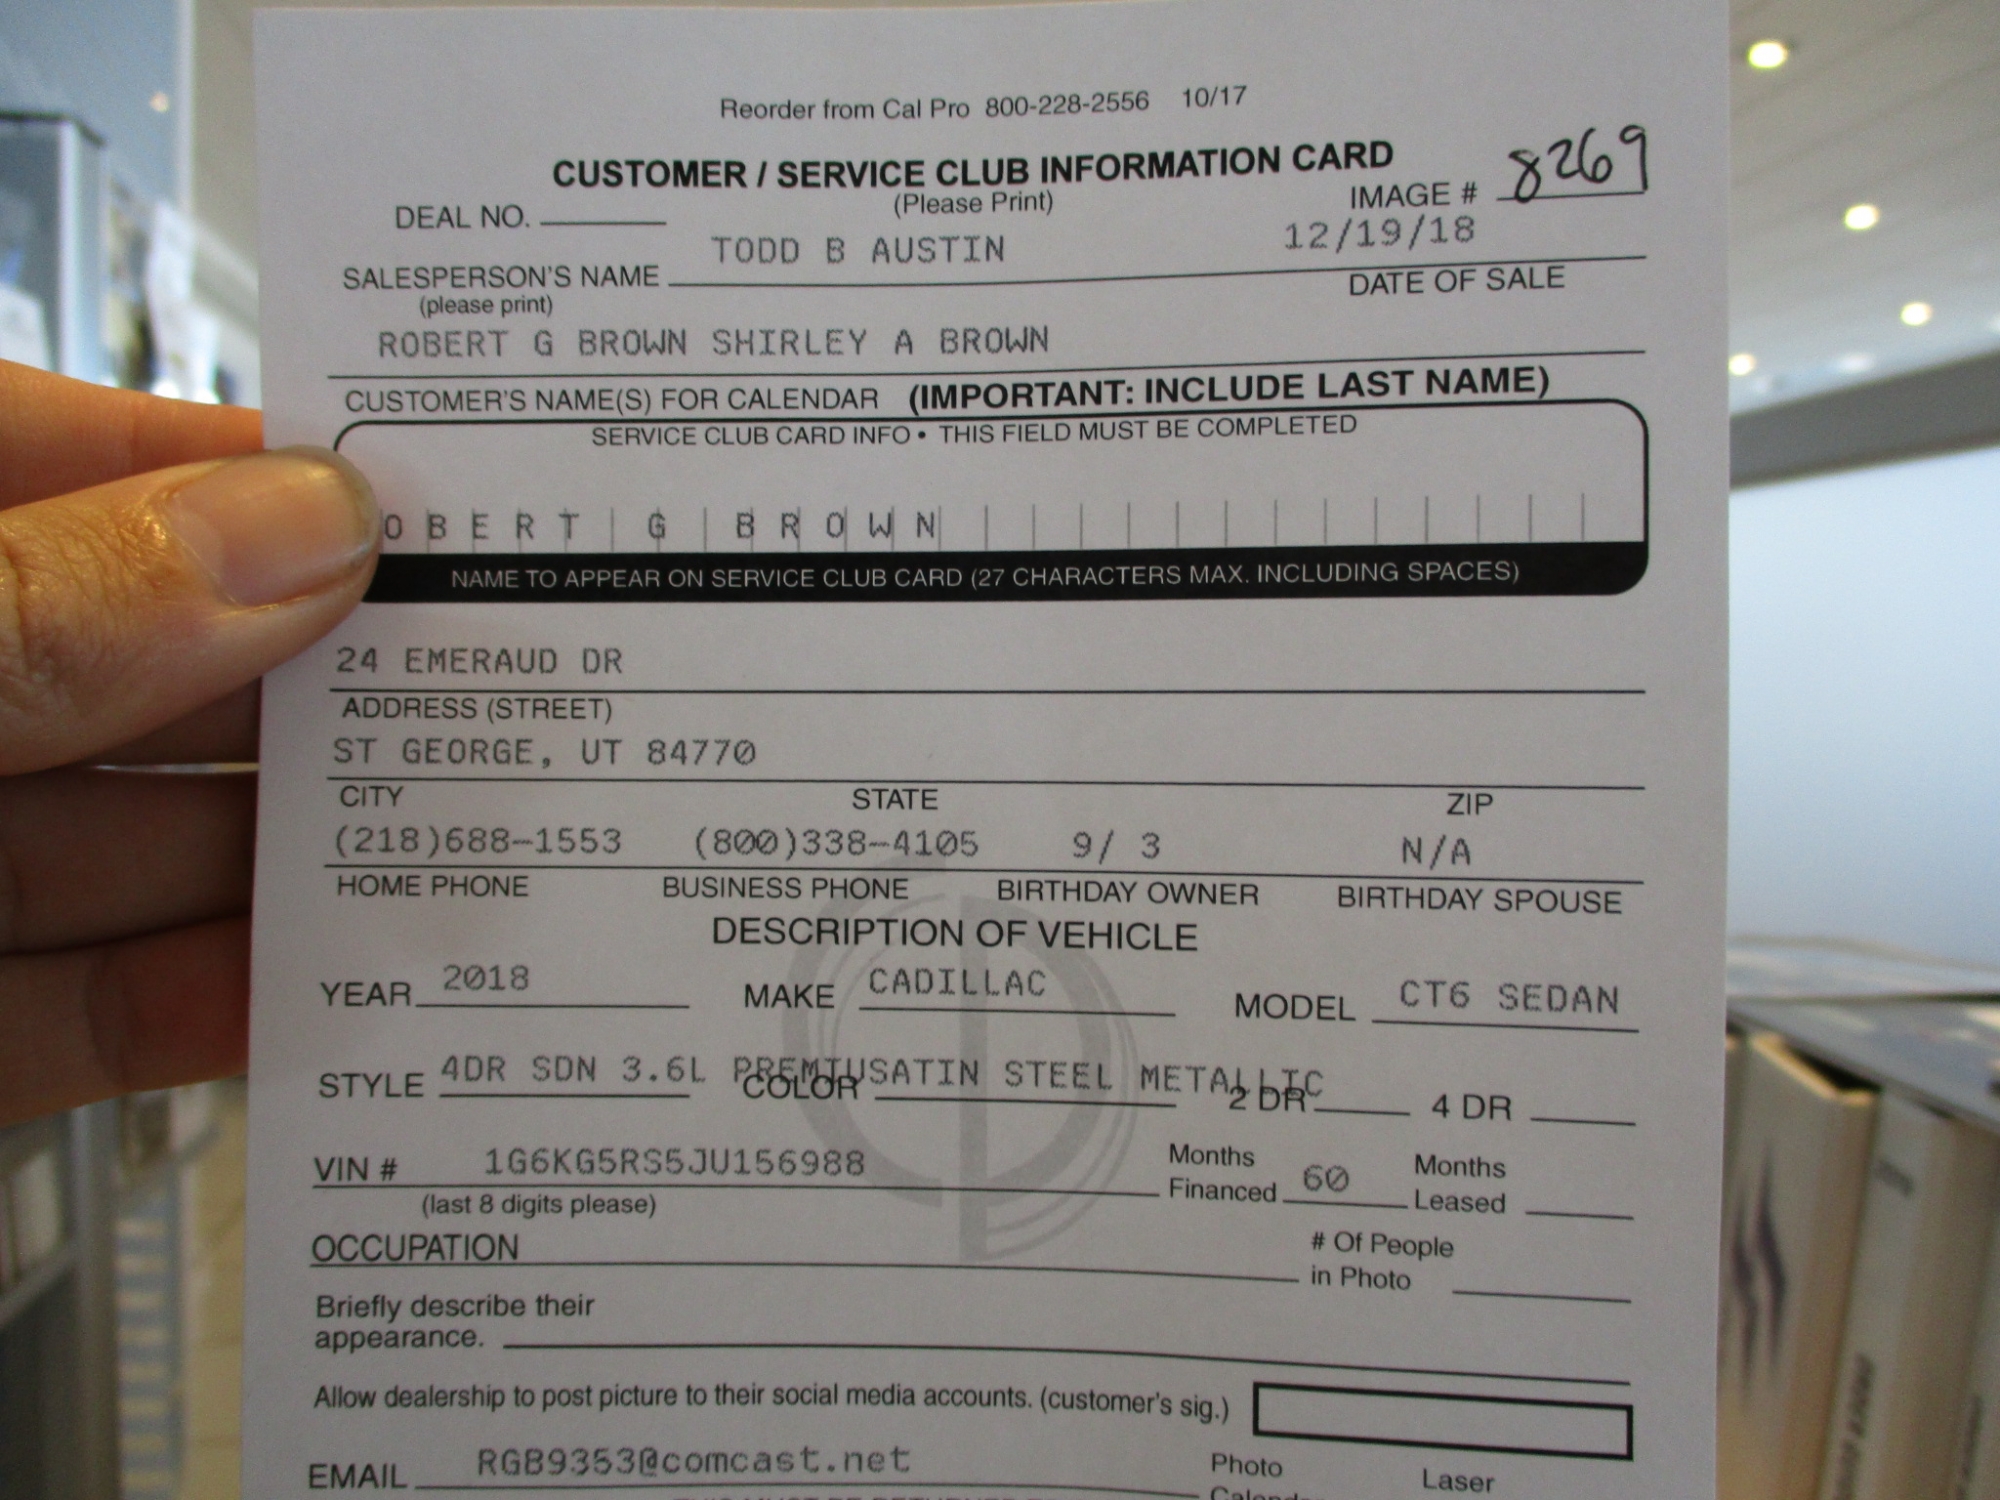 Reorder from Cal Pro 800-228-2556 10/17
CUSTOMER / SERVICE CLUB INFORMATION CARD
(Please Print)
IMAGE # 8269
DEAL NO.
TODD B AUSTIN 12/19/18
SALESPERSON'S NAME DATE OF SALE
(please print)
ROBERT G BROWN SHIRLEY A BROWN
CUSTOMER'S NAME(S) FOR CALENDAR (IMPORTANT: INCLUDE LAST NAME)
SERVICE CLUB CARD INFO • THIS FIELD MUST BE COMPLETED
OBERT G BROWN
NAME TO APPEAR ON SERVICE CLUB CARD (27 CHARACTERS MAX. INCLUDING SPACES)
24 EMERAUD DR
ADDRESS (STREET)
ST GEORGE, UT 84770
CITY STATE ZIP
(218)688-1553 (800)338-4105 9/ 3 N/A
HOME PHONE BUSINESS PHONE BIRTHDAY OWNER BIRTHDAY SPOUSE
DESCRIPTION OF VEHICLE
YEAR 2018 MAKE CADILLAC MODEL CT6 SEDAN
4DR SDN 3.6L PREMIUSATIN STEEL METALLIC
STYLE COLOR 2 DR 4 DR
VIN # 1G6KG5RS5JU156988 Months Financed 60 Months Leased
(last 8 digits please)
OCCUPATION # Of People in Photo
Briefly describe their
appearance.
Allow dealership to post picture to their social media accounts. (customer's sig.)
EMAIL RGB9353@comcast.net Photo Laser